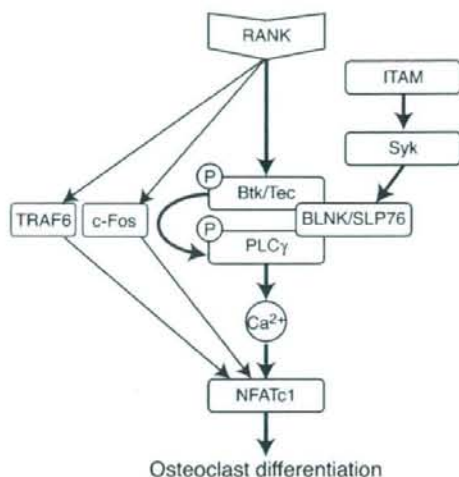 RANK
ITAM
Syk
P
Btk/Tec
TRAF6
c-Fos
BLNK/SLP76
P
PLCγ
Ca2+
NFATc1
Osteoclast differentiation